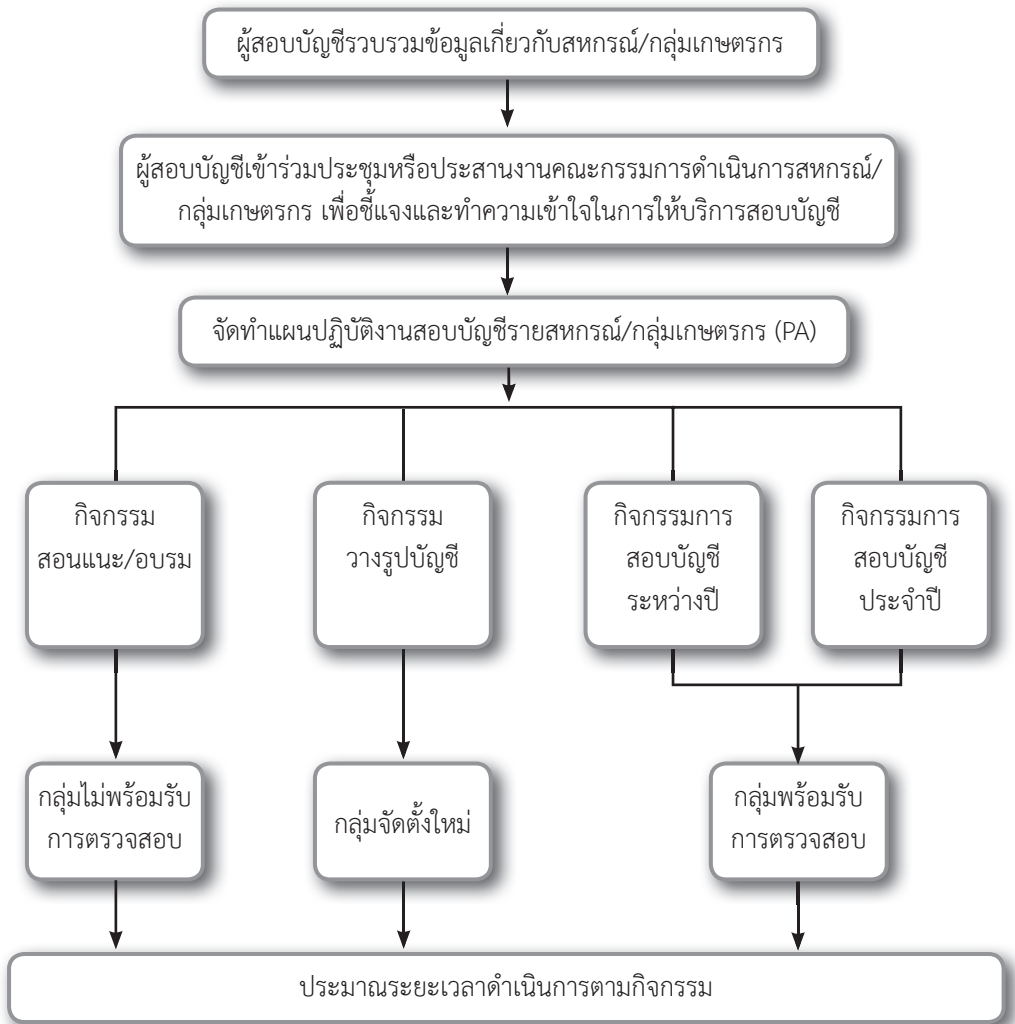 ผู้สอบบัญชีรวบรวมข้อมูลเกี่ยวกับสหกรณ์/กลุ่มเกษตรกร
ผู้สอบบัญชีเข้าร่วมประชุมหรือประสานงานคณะกรรมการดำเนินการสหกรณ์/
กลุ่มเกษตรกร เพื่อชี้แจงและทำความเข้าใจในการให้บริการสอบบัญชี
จัดทำแผนปฏิบัติงานสอบบัญชีรายสหกรณ์/กลุ่มเกษตรกร (PA)
กิจกรรม
สอนแนะ/อบรม
กิจกรรม
วางรูปบัญชี
กิจกรรมการ
สอบบัญชี
ระหว่างปี
กิจกรรมการ
สอบบัญชี
ประจำปี
กลุ่มไม่พร้อมรับ
การตรวจสอบ
กลุ่มจัดตั้งใหม่
กลุ่มพร้อมรับ
การตรวจสอบ
ประมาณระยะเวลาดำเนินการตามกิจกรรม